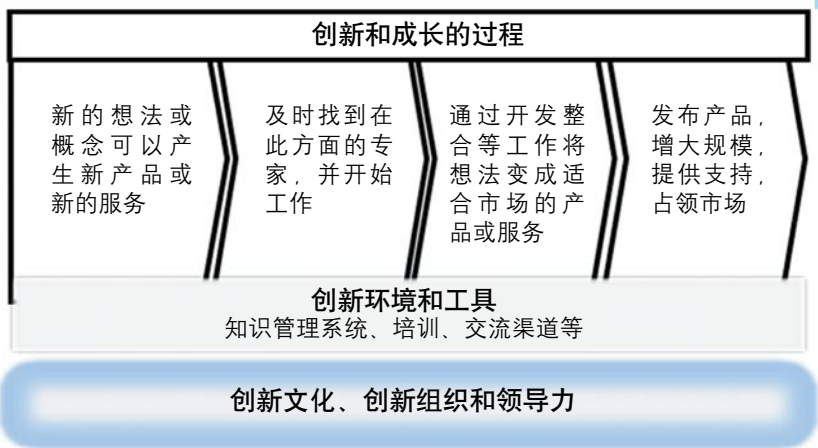 创新和成长的过程
新的想法或
概念可以产
生新产品或
新的服务
及时找到在
此方面的专
家，并开始
工作
通过开发整
合等工作将
想法变成适
合市场的产
品或服务
发布产品，
增大规模，
提供支持，
占领市场
创新环境和工具
知识管理系统、培训、交流渠道等
创新文化、创新组织和领导力